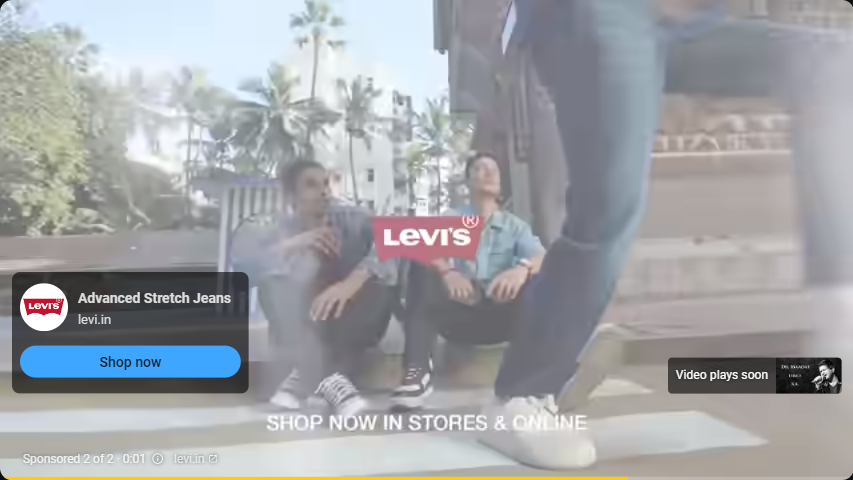 LEVI'S®
LEVI'S
Advanced Stretch Jeans
levi.in
Shop now
Video plays soon
SHOP NOW IN STORES & ONLINE
Sponsored 2 of 2 · 0:01 levi.in